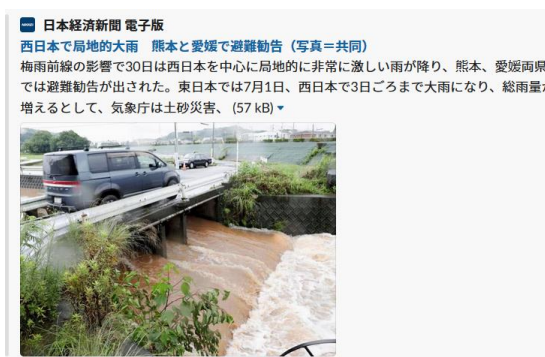 日本経済新聞 電子版
西日本で局地的大雨　熊本と愛媛で避難勧告（写真＝共同）
梅雨前線の影響で30日は西日本を中心に局地的に非常に激しい雨が降り、熊本、愛媛両県
では避難勧告が出された。東日本では7月1日、西日本で3日ごろまで大雨になり、総雨量が
増えるとして、気象庁は土砂災害、 (57 kB)